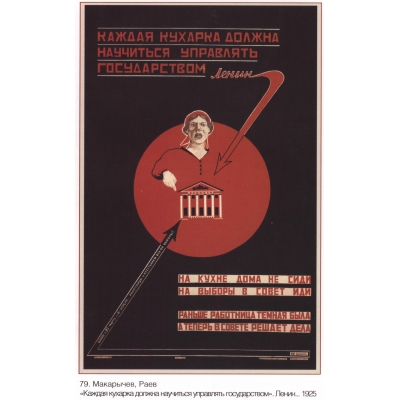 КАЖДАЯ КУХАРКА ДОЛЖНА
НАУЧИТЬСЯ УПРАВЛЯТЬ
ГОСУДАРСТВОМ Ленин
НА КУХНЕ ДОМА НЕ СИДИ
НА ВЫБОРЫ В СОВЕТ ИДИ
РАНЬШЕ РАБОТНИЦА ТЕМНАЯ БЫЛА
А ТЕПЕРЬ В СОВЕТЕ РЕШАЕТ ДЕЛА
79. Макарычев, Раев
«Каждая кухарка должна научиться управлять государством». Ленин... 1925